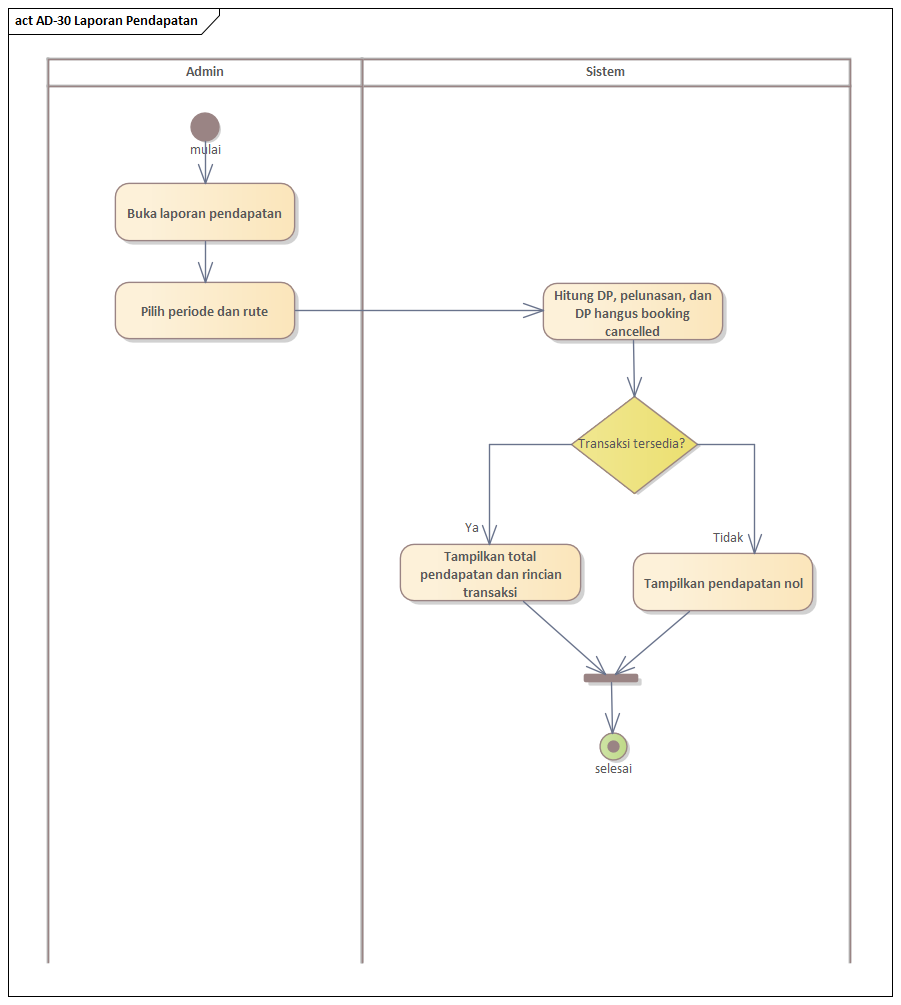 act AD-30 Laporan Pendapatan
Admin
Sistem
mulai
Buka laporan pendapatan
Pilih periode dan rute
Hitung DP, pelunasan, dan
DP hangus booking
cancelled
Transaksi tersedia?
Ya
Tidak
Tampilkan total
pendapatan dan rincian
transaksi
Tampilkan pendapatan nol
selesai